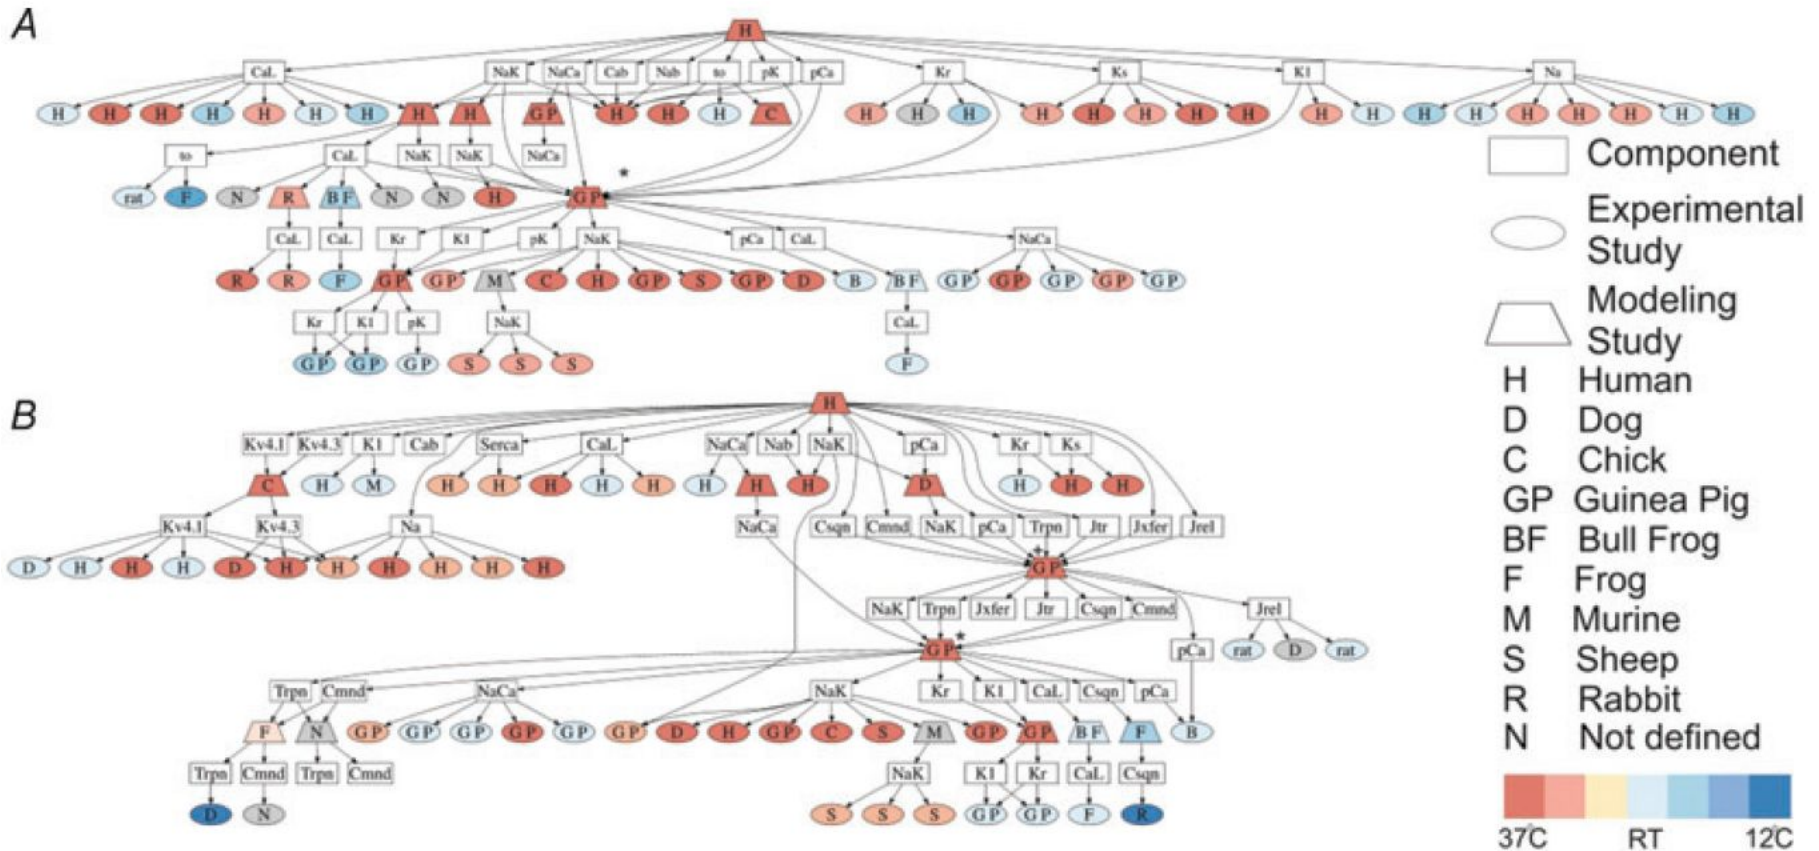 A
H
CaL NaK NaCa Cab Nab to pK pCa Kr Ks K1 Na
H H H H H H H H H GP H H H C H H H H H H H H H H H H H H H H H
to CaL NaK NaK NaCa
rat F N R BF N N H GP *
CaL CaL Kr K1 pK NaK pCa CaL NaCa
R R F GP GP M C H GP S GP D B BF GP GP GP GP GP
Kr K1 pK NaK CaL
GP GP GP S S S F
B
H
Kv4.1 Kv4.3 K1 Cab Serca CaL NaCa Nab NaK pCa Kr Ks
C H M H H H H H H H H D H H H
Kv4.1 Kv4.3 Na NaCa Csqn Cmnd NaK pCa Trpn Jtr Jxfer Jrel
D H H H D H H H H H H GP
NaK Trpn Jxfer Jtr Csqn Cmnd Jrel
GP * pCa rat D rat
Trpn Cmnd NaCa NaK Kr K1 CaL Csqn pCa
F N GP GP GP GP GP GP D H GP C S M GP GP BF F B
Trpn Cmnd Trpn Cmnd NaK K1 Kr CaL Csqn
D N S S S GP GP F R
Component
Experimental
Study
Modeling
Study
H Human
D Dog
C Chick
GP Guinea Pig
BF Bull Frog
F Frog
M Murine
S Sheep
R Rabbit
N Not defined
37°C RT 12°C